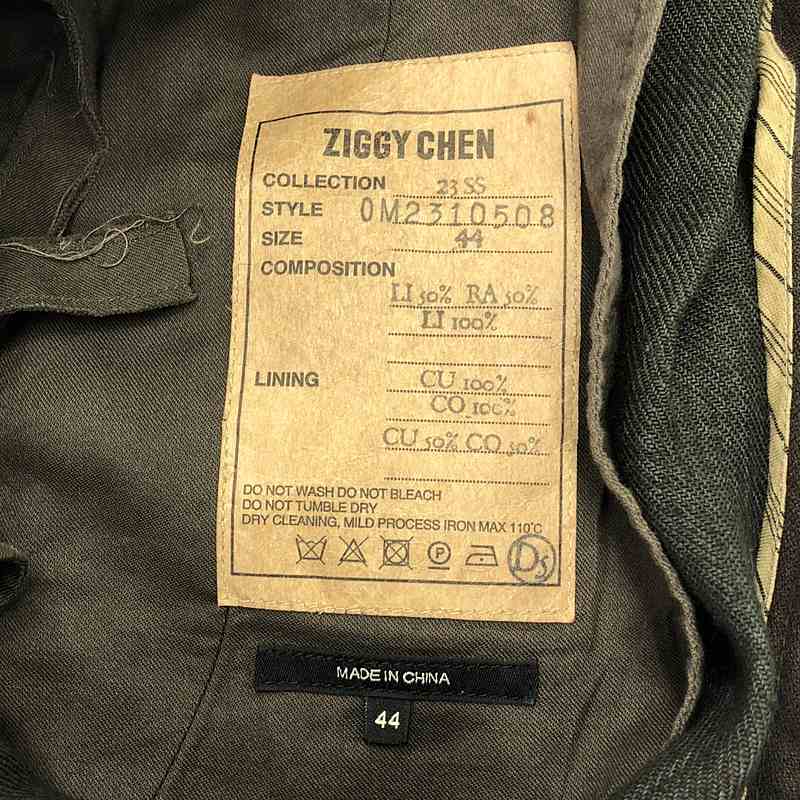 ZIGGY CHEN
COLLECTION 23 SS
STYLE 0M2310508
SIZE 44
COMPOSITION
LI 50% RA 50%
LI 100%
LINING CU 100%
CO 100%
CU 50% CO 50%
DO NOT WASH DO NOT BLEACH
DO NOT TUMBLE DRY
DRY CLEANING, MILD PROCESS IRON MAX 110°C
P
Ds
MADE IN CHINA
44